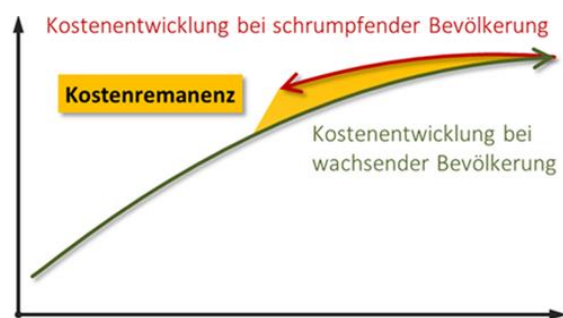 Kostenentwicklung bei schrumpfender Bevölkerung
Kostenremanenz
Kostenentwicklung bei
wachsender Bevölkerung